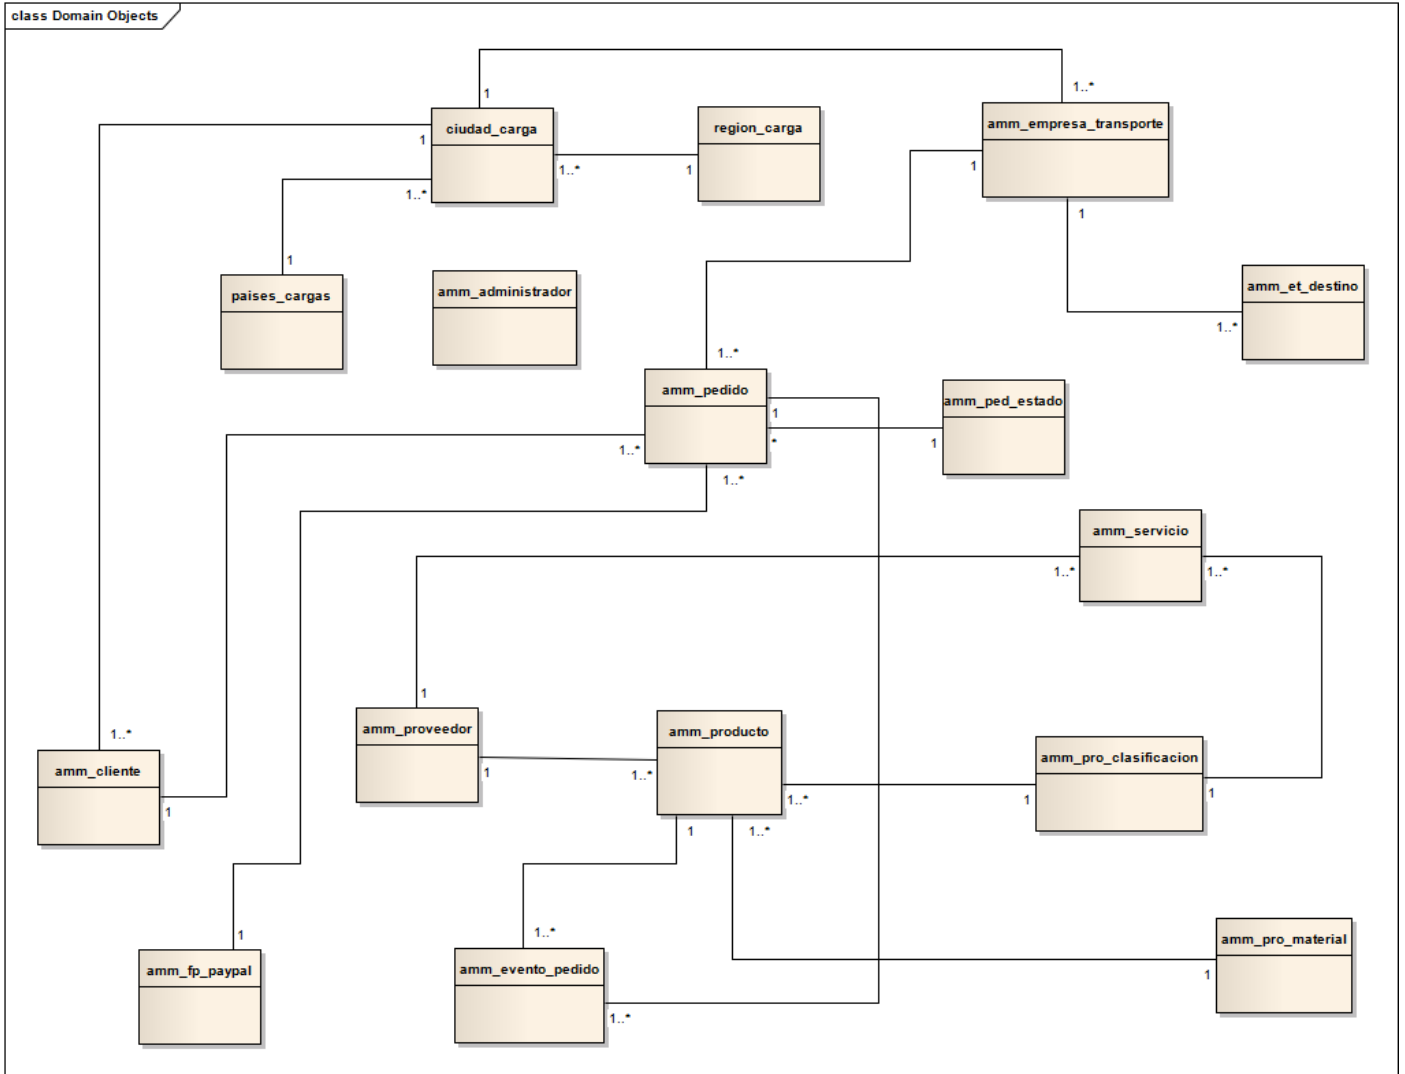 class Domain Objects
1
1..*
ciudad_carga
region_carga
amm_empresa_transporte
1
1..*
1
1
1..*
1
1
paises_cargas
amm_administrador
amm_et_destino
1..*
1..*
amm_pedido
amm_ped_estado
1
*
1
1..*
1..*
amm_servicio
1..*
1..*
1
amm_proveedor
amm_producto
amm_pro_clasificacion
1..*
amm_cliente
1
1..*
1..*
1
1
1
1
1..*
1
1..*
amm_fp_paypal
amm_evento_pedido
amm_pro_material
1
1..*